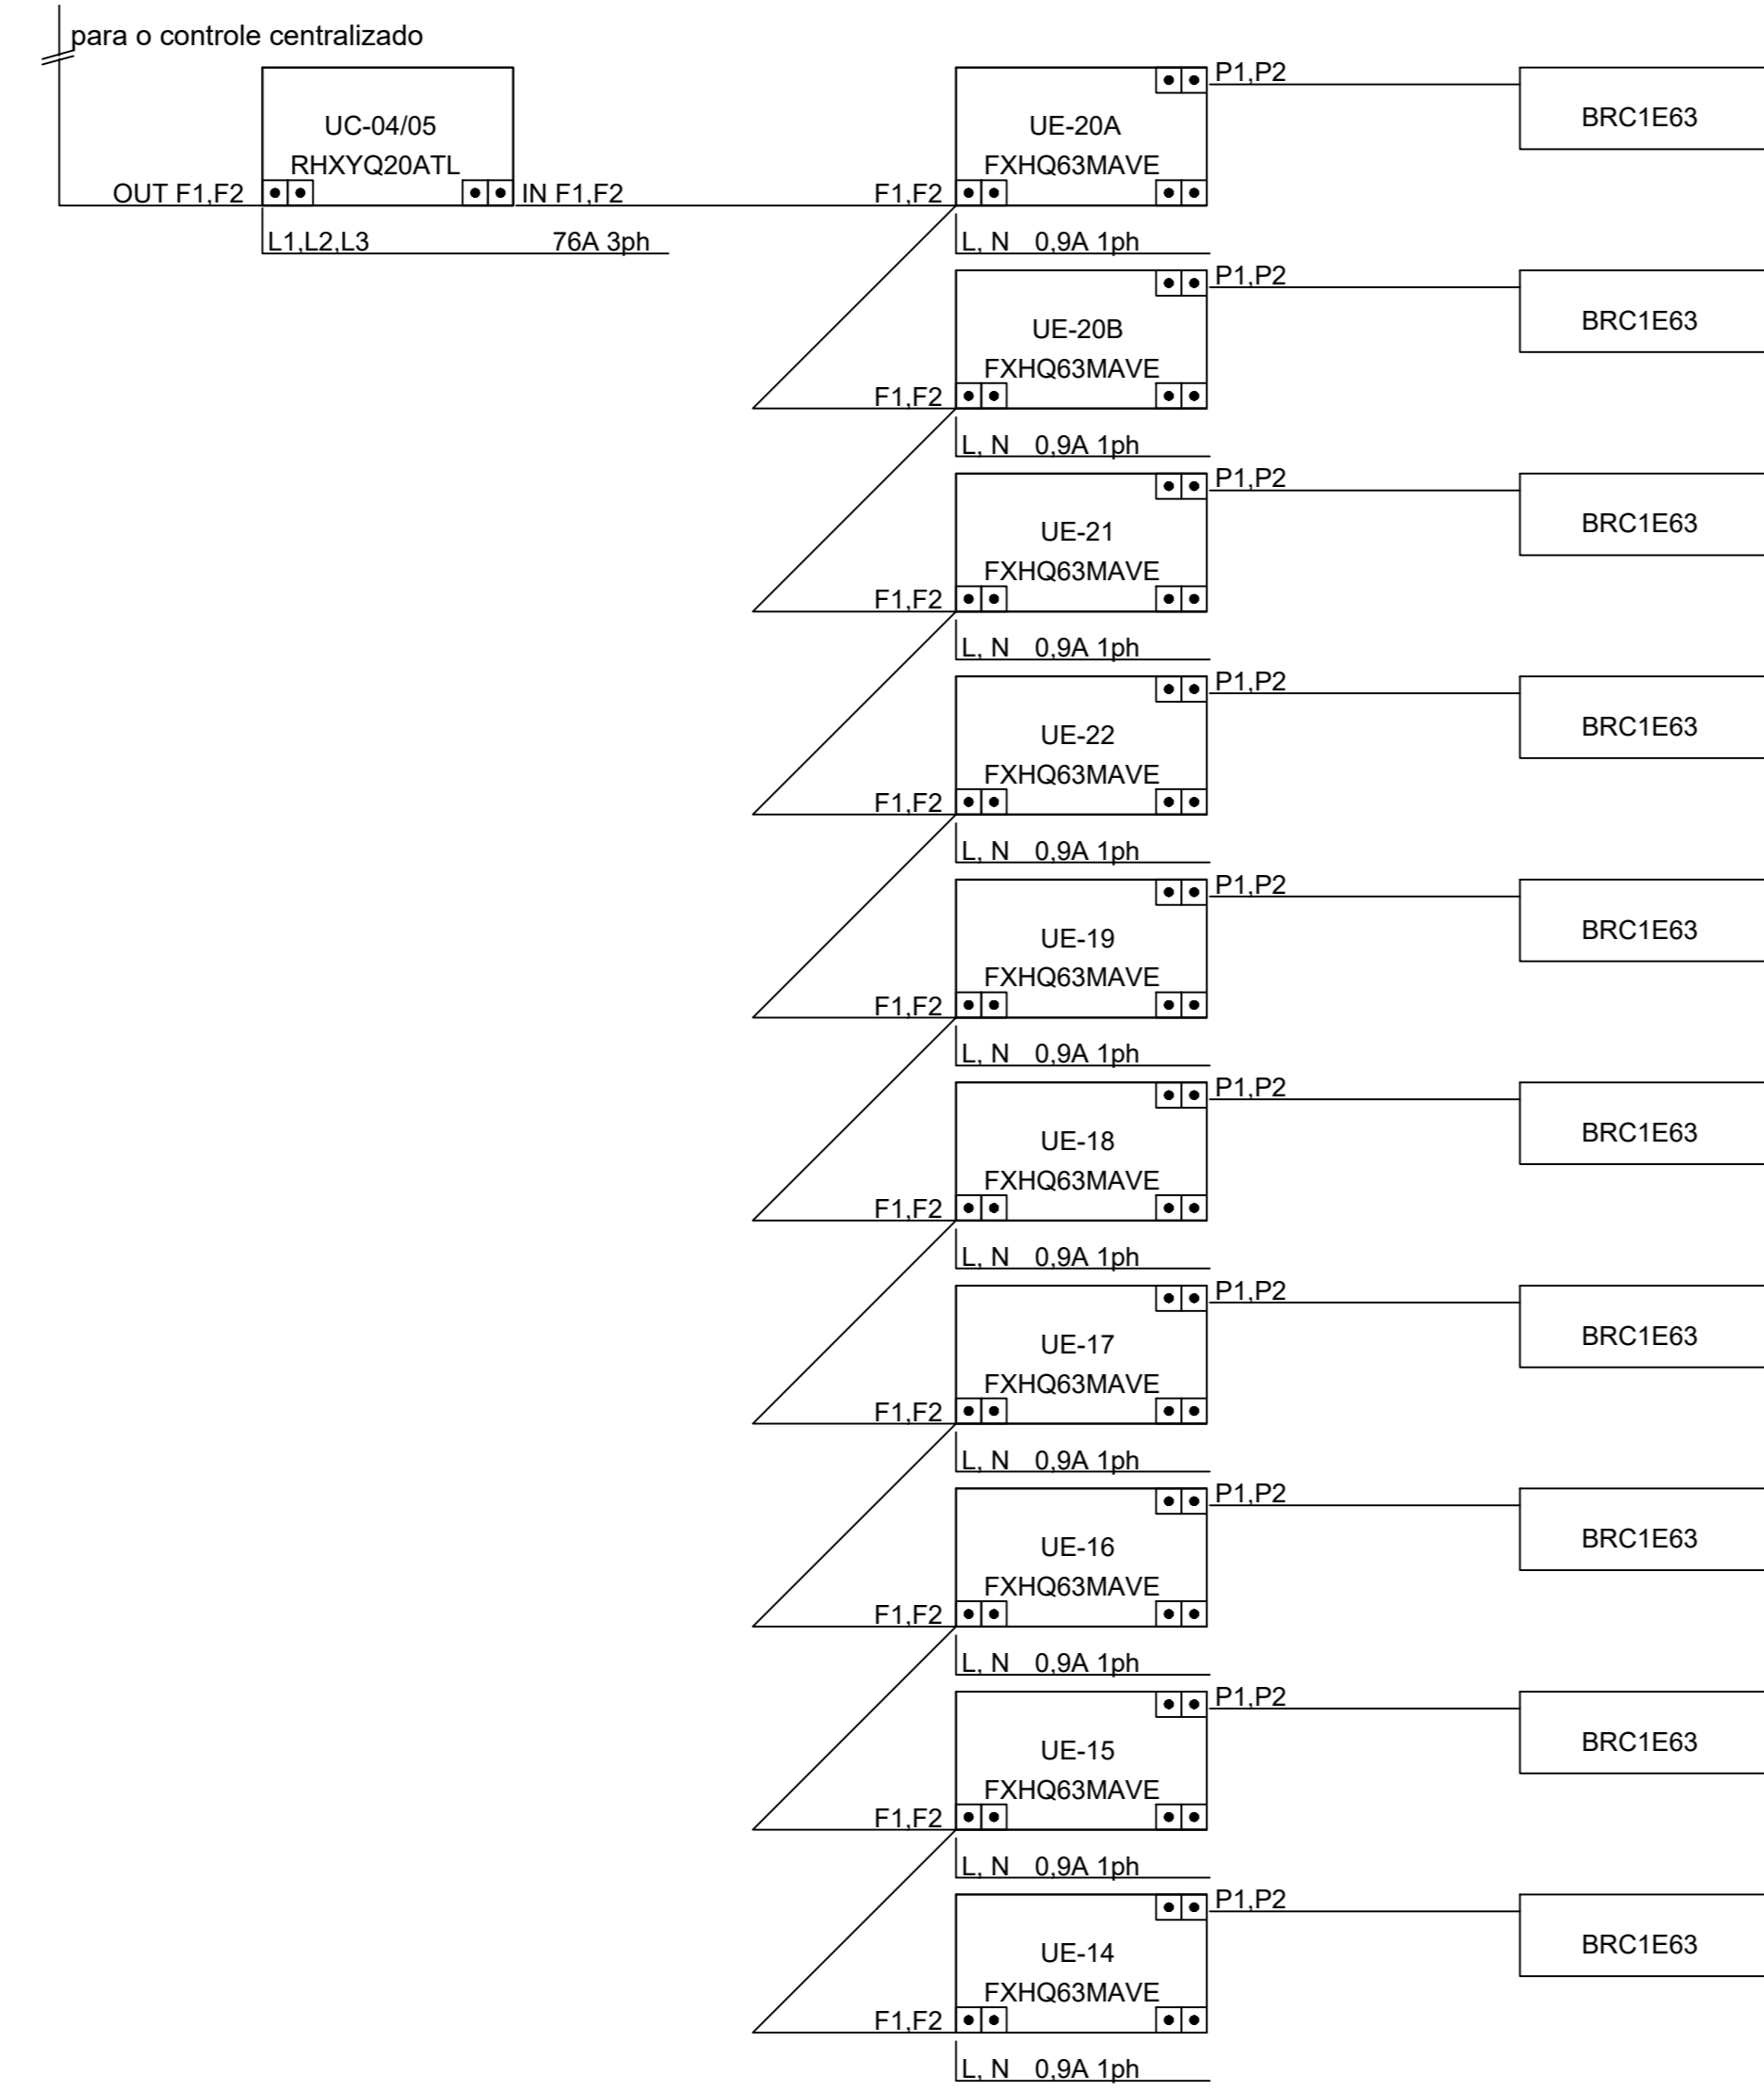 para o controle centralizado
UC-04/05
RHXYQ20ATL
OUT F1,F2
IN F1,F2
L1,L2,L3 76A 3ph
P1,P2
BRC1E63
UE-20A
FXHQ63MAVE
F1,F2
L, N 0,9A 1ph
P1,P2
BRC1E63
UE-20B
FXHQ63MAVE
F1,F2
L, N 0,9A 1ph
P1,P2
BRC1E63
UE-21
FXHQ63MAVE
F1,F2
L, N 0,9A 1ph
P1,P2
BRC1E63
UE-22
FXHQ63MAVE
F1,F2
L, N 0,9A 1ph
P1,P2
BRC1E63
UE-19
FXHQ63MAVE
F1,F2
L, N 0,9A 1ph
P1,P2
BRC1E63
UE-18
FXHQ63MAVE
F1,F2
L, N 0,9A 1ph
P1,P2
BRC1E63
UE-17
FXHQ63MAVE
F1,F2
L, N 0,9A 1ph
P1,P2
BRC1E63
UE-16
FXHQ63MAVE
F1,F2
L, N 0,9A 1ph
P1,P2
BRC1E63
UE-15
FXHQ63MAVE
F1,F2
L, N 0,9A 1ph
P1,P2
BRC1E63
UE-14
FXHQ63MAVE
F1,F2
L, N 0,9A 1ph